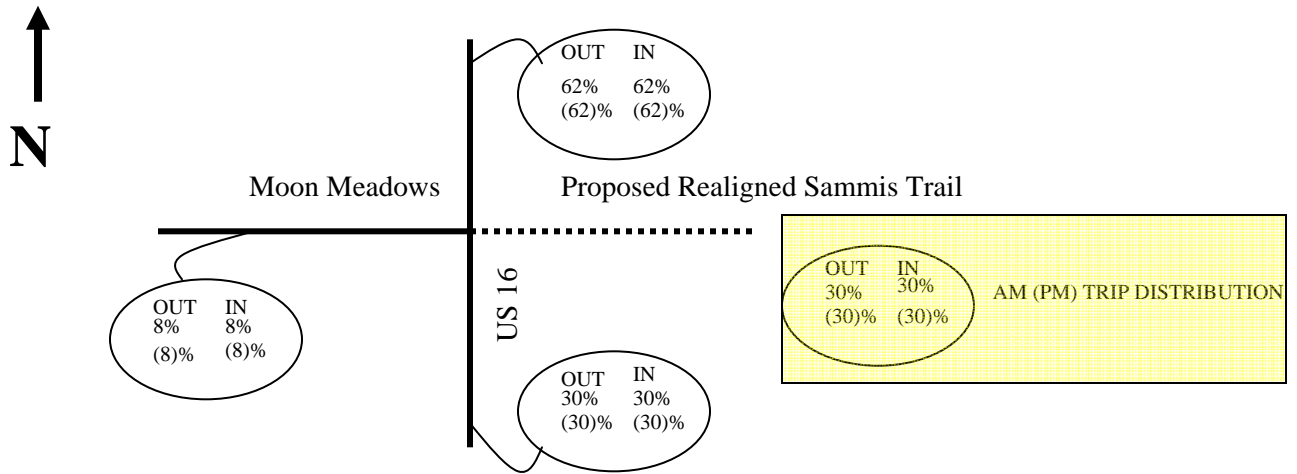 OUT IN
62% 62%
(62)% (62)%
N
Moon Meadows
Proposed Realigned Sammis Trail
US 16
OUT IN
8% 8%
(8)% (8)%
OUT IN
30% 30%
(30)% (30)%
AM (PM) TRIP DISTRIBUTION
OUT IN
30% 30%
(30)% (30)%